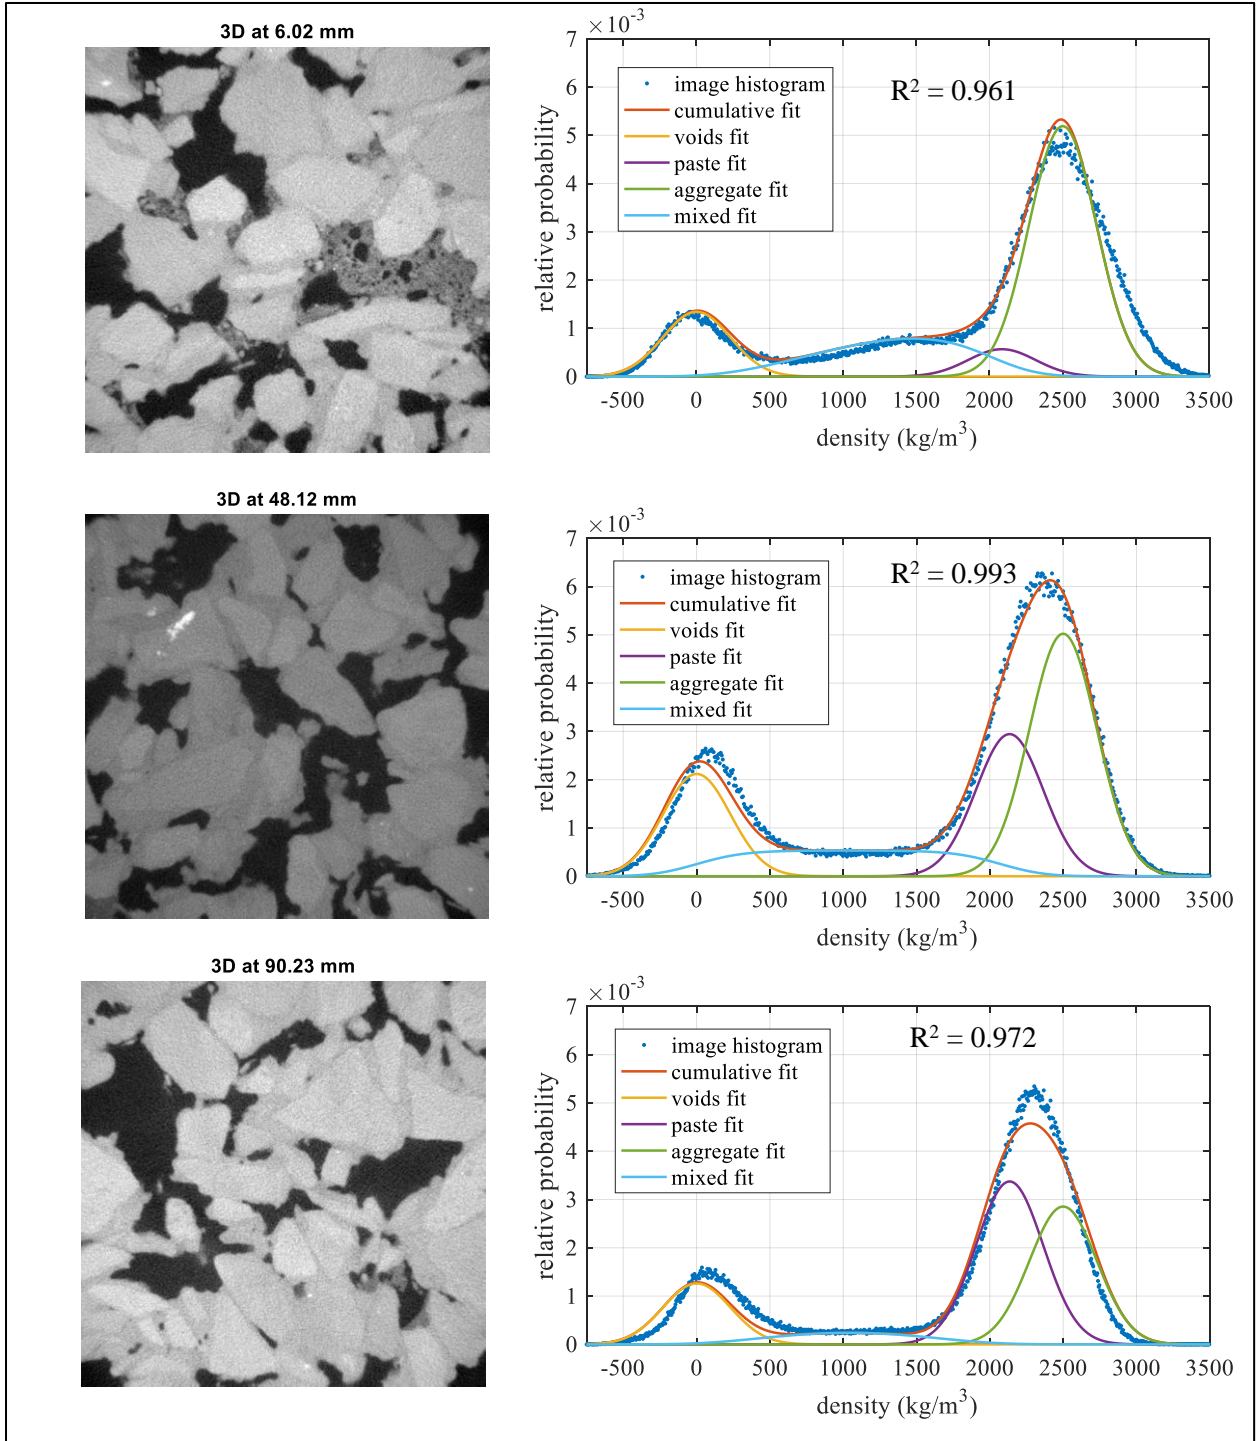 3D at 6.02 mm
×10-3
7
6
5
4
3
2
1
0
relative probability
image histogram
cumulative fit
voids fit
paste fit
aggregate fit
mixed fit
R2 = 0.961
-500 0 500 1000 1500 2000 2500 3000 3500
density (kg/m3)
3D at 48.12 mm
×10-3
7
6
5
4
3
2
1
0
relative probability
image histogram
cumulative fit
voids fit
paste fit
aggregate fit
mixed fit
R2 = 0.993
-500 0 500 1000 1500 2000 2500 3000 3500
density (kg/m3)
3D at 90.23 mm
×10-3
7
6
5
4
3
2
1
0
relative probability
image histogram
cumulative fit
voids fit
paste fit
aggregate fit
mixed fit
R2 = 0.972
-500 0 500 1000 1500 2000 2500 3000 3500
density (kg/m3)